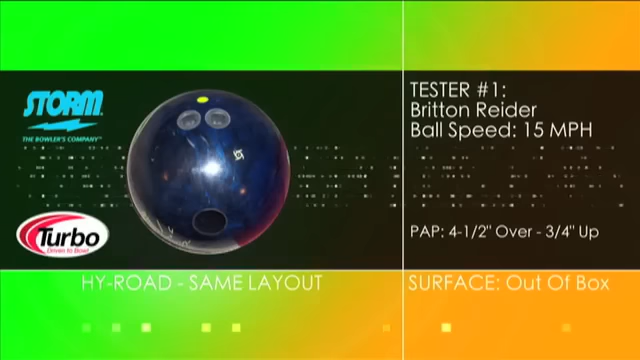 STORM
THE BOWLER'S COMPANY
Turbo
Driven to Bowl
HY-ROAD - SAME LAYOUT
TESTER #1:
Britton Reider
Ball Speed: 15 MPH
PAP: 4-1/2" Over - 3/4" Up
SURFACE: Out Of Box